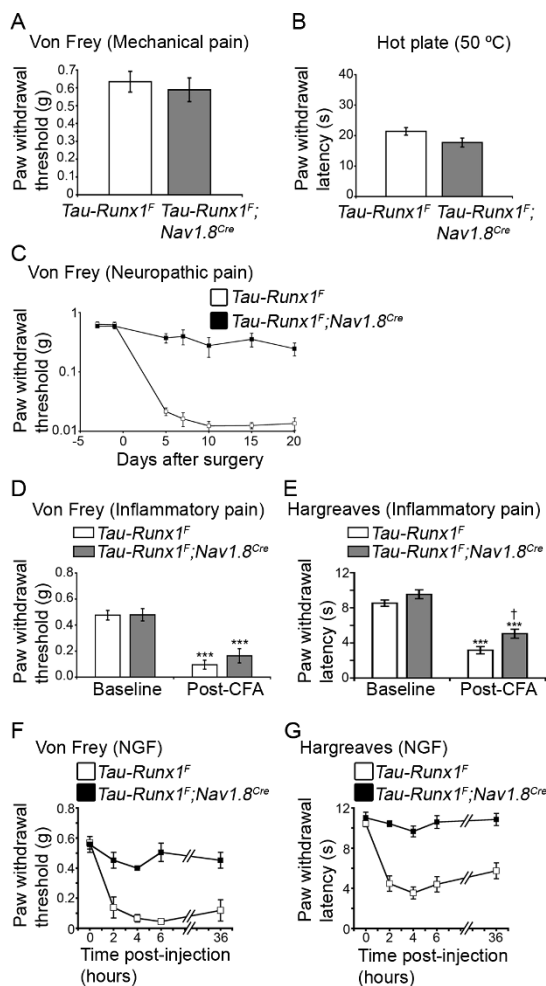 A
Von Frey (Mechanical pain)
Paw withdrawal
threshold (g)
0.7
0.6
0.5
0.4
0.3
0.2
0.1
0
Tau-Runx1F Tau-Runx1F;
Nav1.8Cre
B
Hot plate (50 ºC)
Paw withdrawal
latency (s)
40
30
20
10
0
Tau-Runx1F Tau-Runx1F;
Nav1.8Cre
C
Von Frey (Neuropathic pain)
Tau-Runx1F
Tau-Runx1F;Nav1.8Cre
Paw withdrawal
threshold (g)
1
0.1
0.01
-5 0 5 10 15 20
Days after surgery
D
Von Frey (Inflammatory pain)
Tau-Runx1F
Tau-Runx1F;Nav1.8Cre
Paw withdrawal
threshold (g)
0.8
0.6
0.4
0.2
0.0
*** ***
Baseline Post-CFA
E
Hargreaves (Inflammatory pain)
Tau-Runx1F
Tau-Runx1F;Nav1.8Cre
Paw withdrawal
latency (s)
12
8
4
0
†
*** ***
Baseline Post-CFA
F
Von Frey (NGF)
Tau-Runx1F
Tau-Runx1F;Nav1.8Cre
Paw withdrawal
threshold (g)
0.8
0.6
0.4
0.2
0
0 2 4 6 36
Time post-injection
(hours)
G
Hargreaves (NGF)
Tau-Runx1F
Tau-Runx1F;Nav1.8Cre
Paw withdrawal
latency (s)
12
8
4
0
0 2 4 6 36
Time post-injection
(hours)